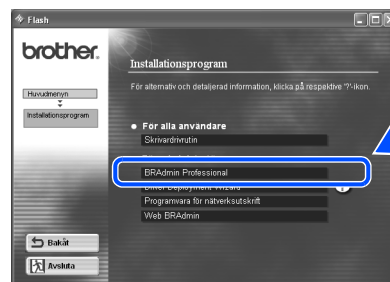 Flash
brother.
Installationsprogram
För alternativ och detaljerad information, klicka på respektive '?'-ikon.
Huvudmenyn
Installationsprogram
För alla användare
Skrivardrivrutin
BRAdmin Professional
Driver Deployment Wizard
Programvara för nätverksutskrift
Web BRAdmin
Bakåt
Avsluta